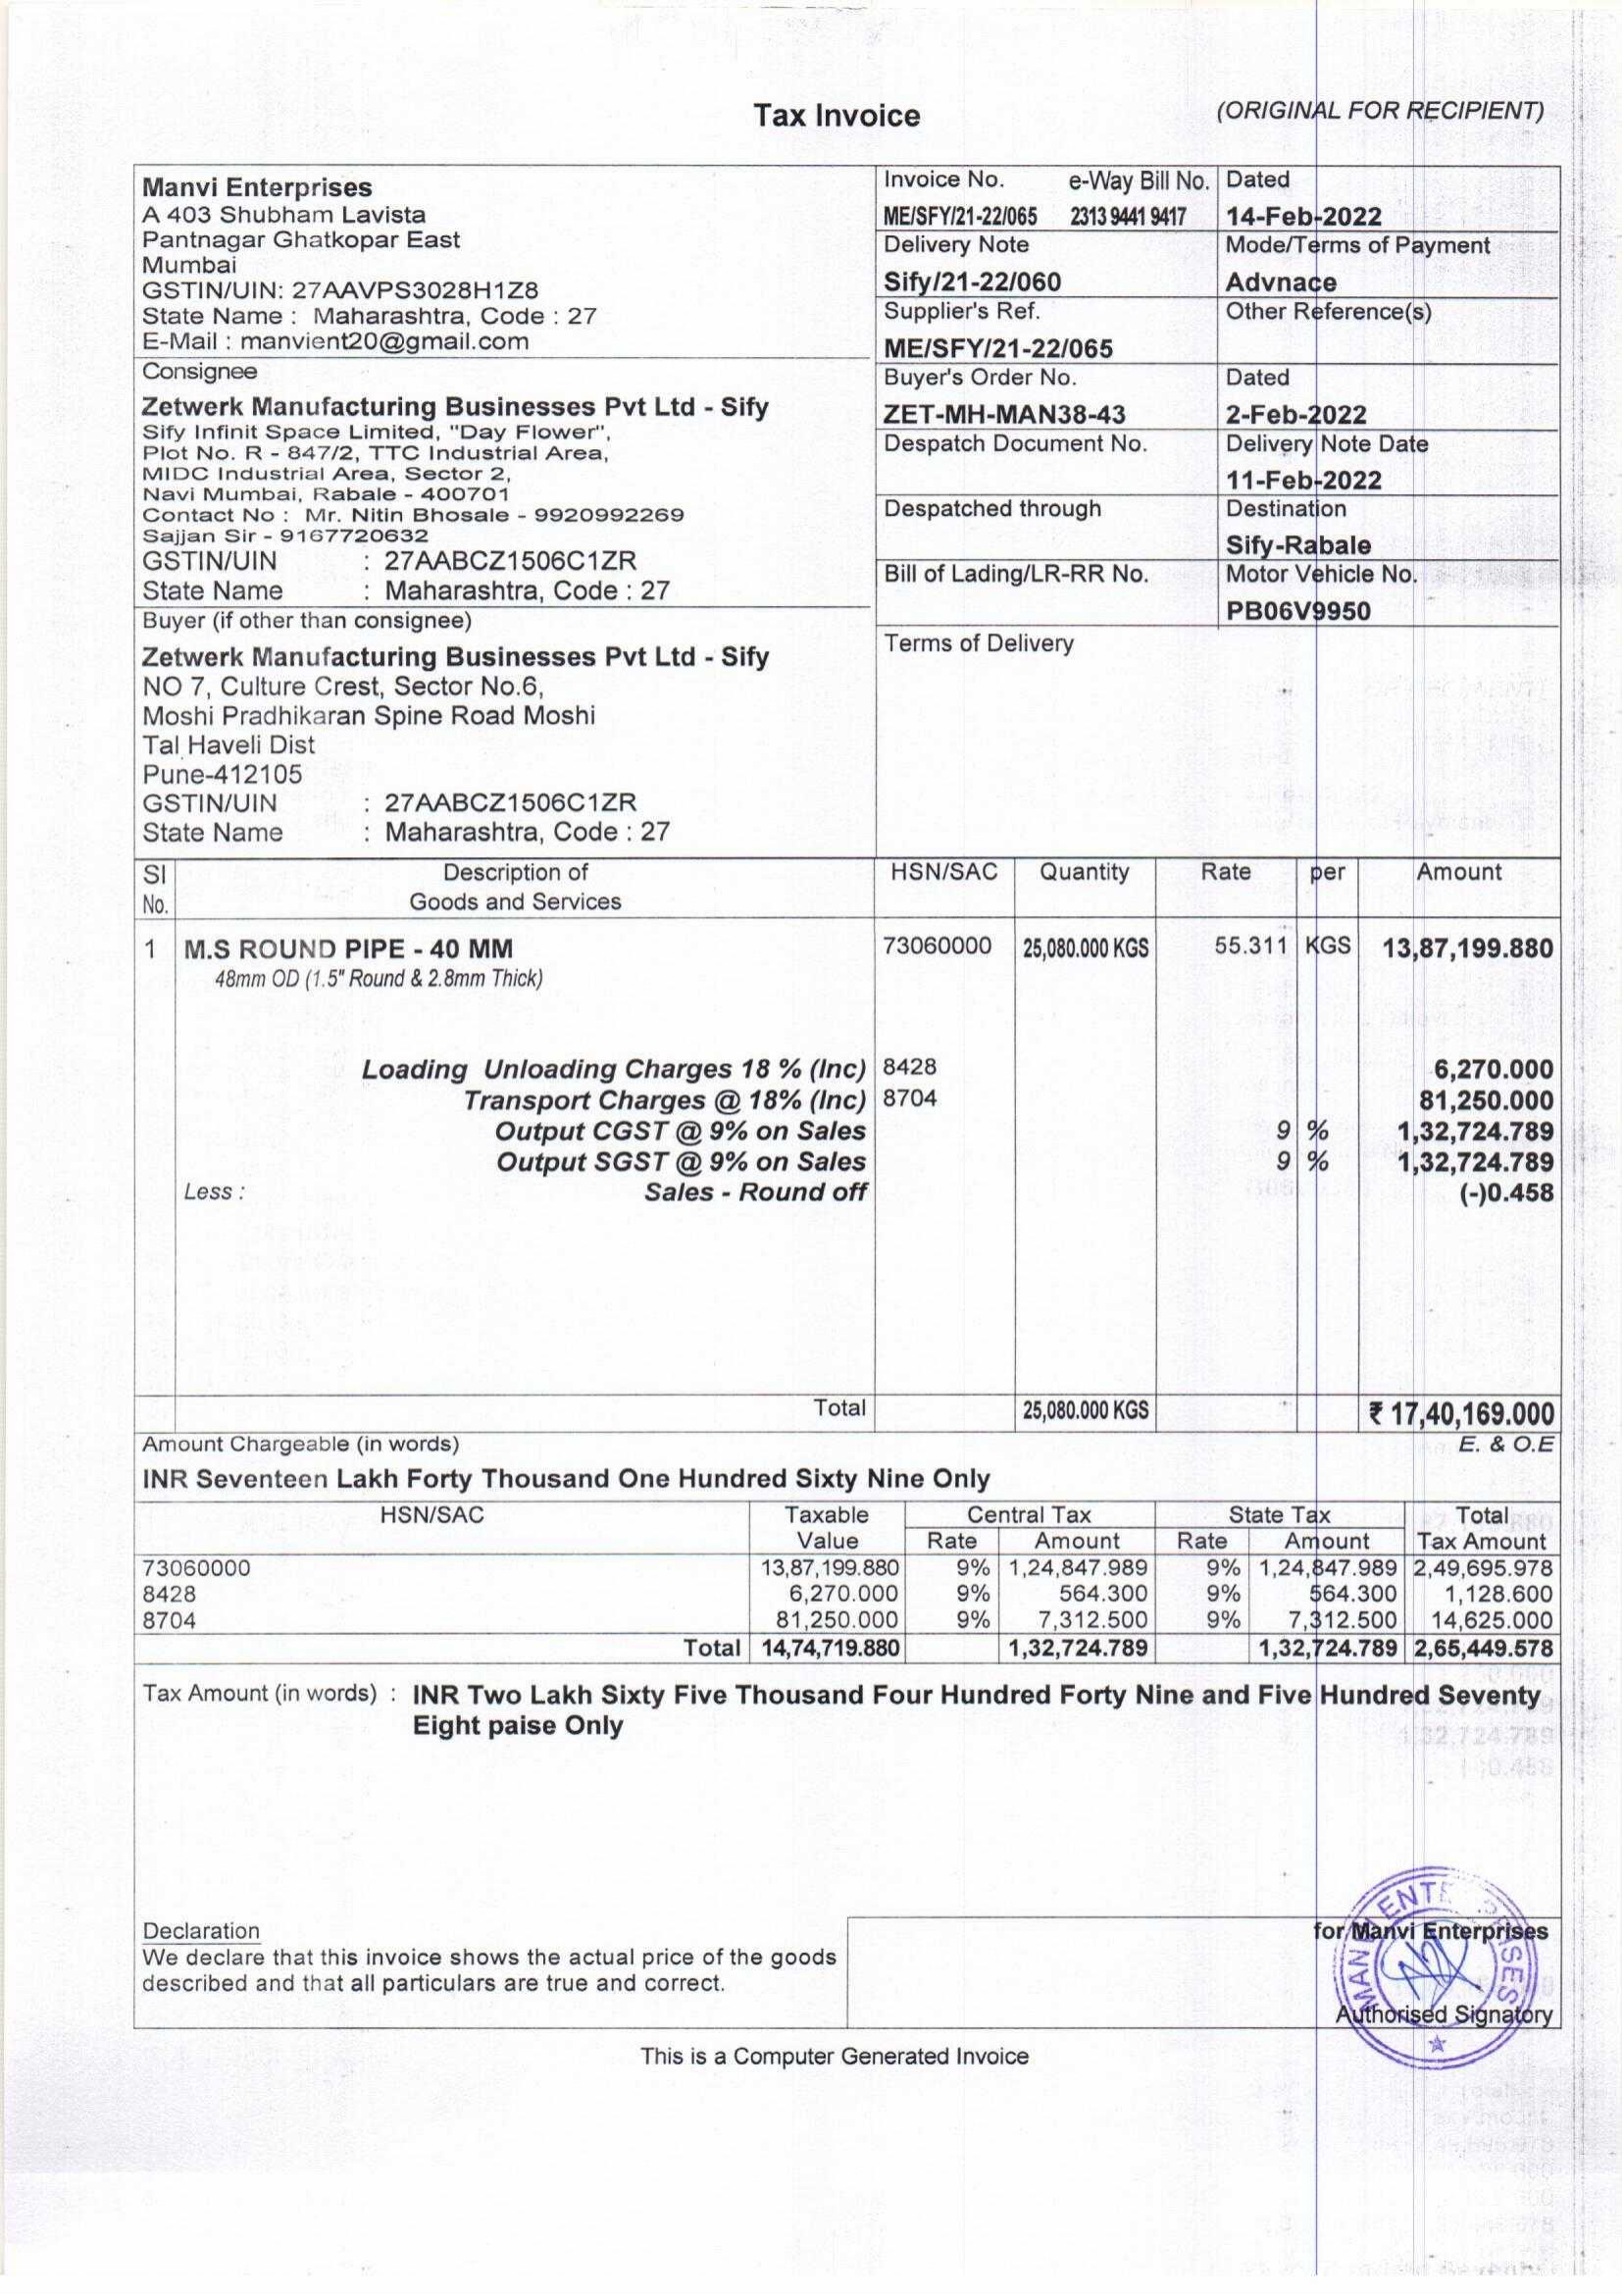 Tax Invoice
(ORIGINAL FOR RECIPIENT)
Manvi Enterprises
A 403 Shubham Lavista
Pantnagar Ghatkopar East
Mumbai
GSTIN/UIN: 27AAVPS3028H1Z8
State Name : Maharashtra, Code : 27
E-Mail : manvient20@gmail.com
Invoice No. e-Way Bill No. Dated
ME/SFY/21-22/065 2313 9441 9417 14-Feb-2022
Delivery Note Mode/Terms of Payment
Sify/21-22/060 Advnace
Supplier's Ref. Other Reference(s)
ME/SFY/21-22/065
Buyer's Order No. Dated
ZET-MH-MAN38-43 2-Feb-2022
Despatch Document No. Delivery Note Date
11-Feb-2022
Despatched through Destination
Sify-Rabale
Bill of Lading/LR-RR No. Motor Vehicle No.
PB06V9950
Terms of Delivery
Consignee
Zetwerk Manufacturing Businesses Pvt Ltd - Sify
Sify Infinit Space Limited, "Day Flower",
Plot No. R - 847/2, TTC Industrial Area,
MIDC Industrial Area, Sector 2,
Navi Mumbai, Rabale - 400701
Contact No : Mr. Nitin Bhosale - 9920992269
Sajjan Sir - 9167720632
GSTIN/UIN : 27AABCZ1506C1ZR
State Name : Maharashtra, Code : 27
Buyer (if other than consignee)
Zetwerk Manufacturing Businesses Pvt Ltd - Sify
NO 7, Culture Crest, Sector No.6,
Moshi Pradhikaran Spine Road Moshi
Tal Haveli Dist
Pune-412105
GSTIN/UIN : 27AABCZ1506C1ZR
State Name : Maharashtra, Code : 27
Sl Description of HSN/SAC Quantity Rate per Amount
No. Goods and Services
1 M.S ROUND PIPE - 40 MM 73060000 25,080.000 KGS 55.311 KGS 13,87,199.880
48mm OD (1.5" Round & 2.8mm Thick)
Loading Unloading Charges 18 % (Inc) 8428 6,270.000
Transport Charges @ 18% (Inc) 8704 81,250.000
Output CGST @ 9% on Sales 9 % 1,32,724.789
Output SGST @ 9% on Sales 9 % 1,32,724.789
Less : Sales - Round off (-)0.458
Total 25,080.000 KGS ₹ 17,40,169.000
Amount Chargeable (in words) E. & O.E
INR Seventeen Lakh Forty Thousand One Hundred Sixty Nine Only
HSN/SAC Taxable Central Tax State Tax Total
Value Rate Amount Rate Amount Tax Amount
73060000 13,87,199.880 9% 1,24,847.989 9% 1,24,847.989 2,49,695.978
8428 6,270.000 9% 564.300 9% 564.300 1,128.600
8704 81,250.000 9% 7,312.500 9% 7,312.500 14,625.000
Total 14,74,719.880 1,32,724.789 1,32,724.789 2,65,449.578
Tax Amount (in words) : INR Two Lakh Sixty Five Thousand Four Hundred Forty Nine and Five Hundred Seventy
Eight paise Only
Declaration
We declare that this invoice shows the actual price of the goods
described and that all particulars are true and correct.
for Manvi Enterprises
Authorised Signatory
This is a Computer Generated Invoice